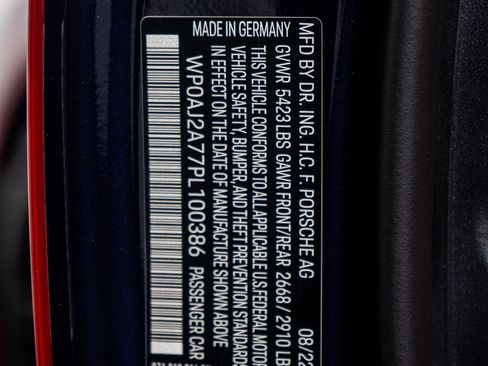 MFD BY DR. ING. H.C. F. PORSCHE AG 08/22
GVWR 5423 LBS GAWR FRONT/REAR 2668/2910 LB
THIS VEHICLE CONFORMS TO ALL APPLICABLE U.S. FEDERAL MOTOR
VEHICLE SAFETY, BUMPER, AND THEFT PREVENTION STANDARDS
IN EFFECT ON THE DATE OF MANUFACTURE SHOWN ABOVE
MADE IN GERMANY
WP0AJ2A77PL100386 PASSENGER CAR